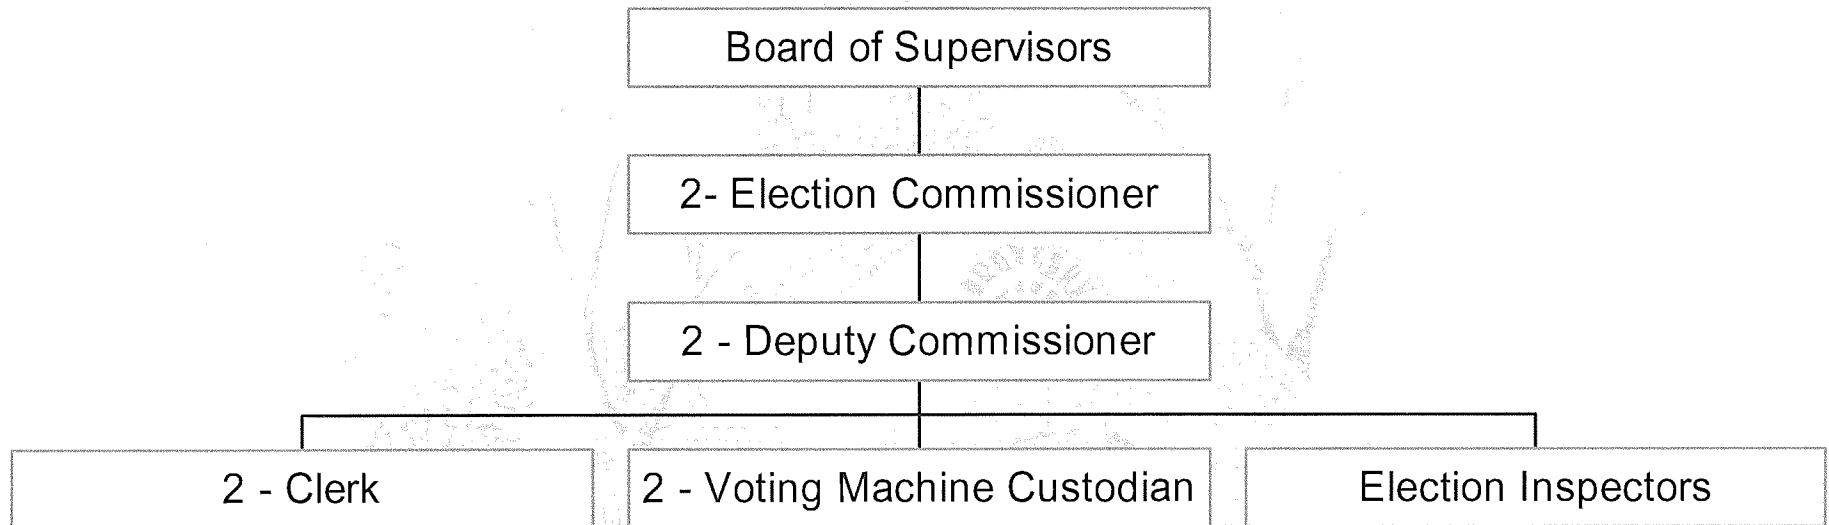 Board of Supervisors
2- Election Commissioner
2 - Deputy Commissioner
2 - Clerk
2 - Voting Machine Custodian
Election Inspectors